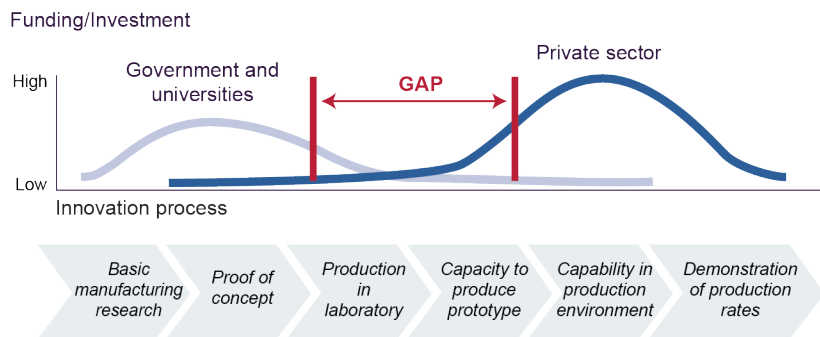 Funding/Investment
Government and
universities
Private sector
High
GAP
Low
Innovation process
Basic
manufacturing
research
Proof of
concept
Production
in
laboratory
Capacity to
produce
prototype
Capability in
production
environment
Demonstration
of production
rates